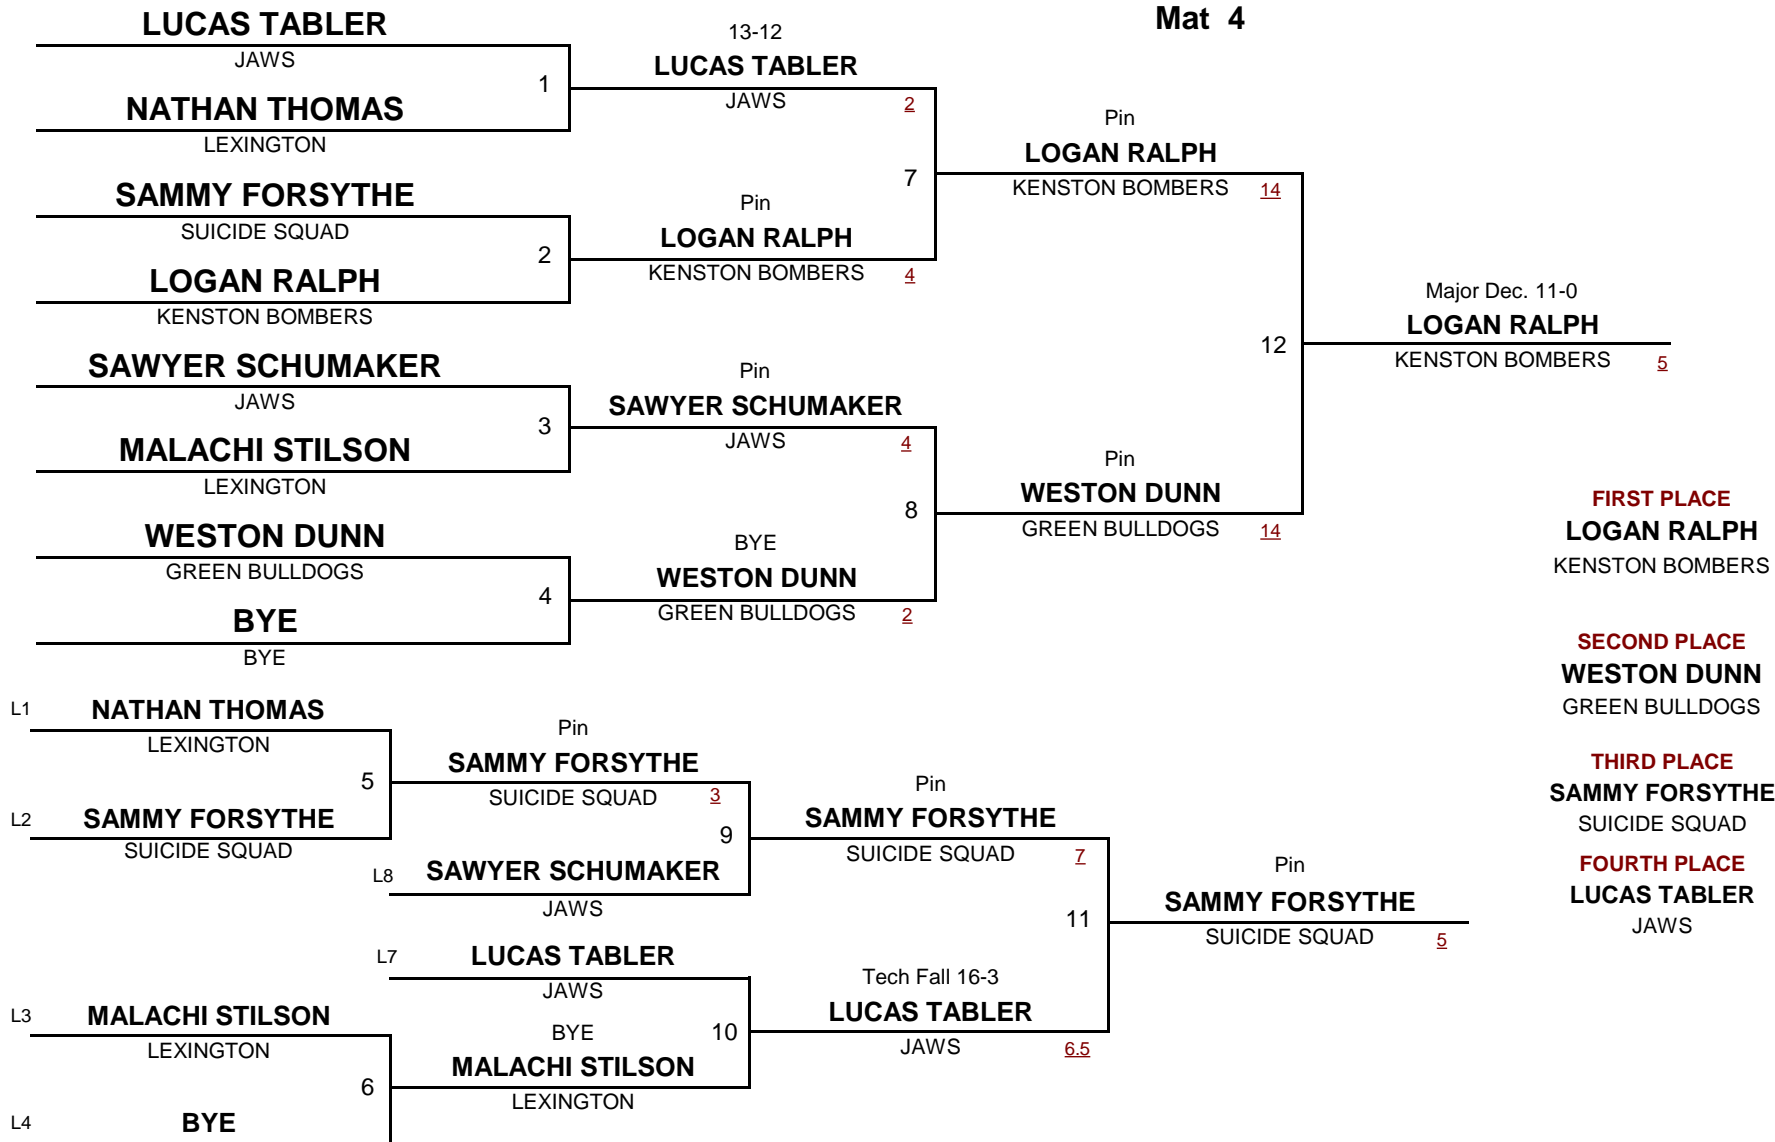 Mat 4
LUCAS TABLER
JAWS
1
NATHAN THOMAS
LEXINGTON
SAMMY FORSYTHE
SUICIDE SQUAD
2
LOGAN RALPH
KENSTON BOMBERS
SAWYER SCHUMAKER
JAWS
3
MALACHI STILSON
LEXINGTON
WESTON DUNN
GREEN BULLDOGS
4
BYE
BYE
13-12
LUCAS TABLER
JAWS 2
7
Pin
LOGAN RALPH
KENSTON BOMBERS 4
Pin
SAWYER SCHUMAKER
JAWS 4
8
BYE
WESTON DUNN
GREEN BULLDOGS 2
Pin
LOGAN RALPH
KENSTON BOMBERS 14
12
Pin
WESTON DUNN
GREEN BULLDOGS 14
Major Dec. 11-0
LOGAN RALPH
KENSTON BOMBERS 5
FIRST PLACE
LOGAN RALPH
KENSTON BOMBERS
SECOND PLACE
WESTON DUNN
GREEN BULLDOGS
THIRD PLACE
SAMMY FORSYTHE
SUICIDE SQUAD
FOURTH PLACE
LUCAS TABLER
JAWS
L1 NATHAN THOMAS
LEXINGTON
5
L2 SAMMY FORSYTHE
SUICIDE SQUAD
L3 MALACHI STILSON
LEXINGTON
6
L4 BYE
Pin
SAMMY FORSYTHE
SUICIDE SQUAD 3
9
L8 SAWYER SCHUMAKER
JAWS
L7 LUCAS TABLER
JAWS
BYE 10
MALACHI STILSON
LEXINGTON
Pin
SAMMY FORSYTHE
SUICIDE SQUAD 7
11
Tech Fall 16-3
LUCAS TABLER
JAWS 6.5
Pin
SAMMY FORSYTHE
SUICIDE SQUAD 5